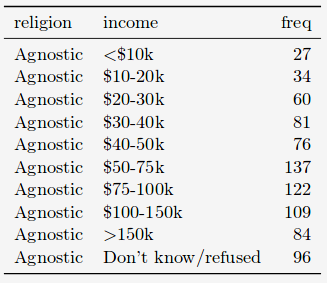 religion income freq
Agnostic <$10k 27
Agnostic $10-20k 34
Agnostic $20-30k 60
Agnostic $30-40k 81
Agnostic $40-50k 76
Agnostic $50-75k 137
Agnostic $75-100k 122
Agnostic $100-150k 109
Agnostic >150k 84
Agnostic Don't know/refused 96